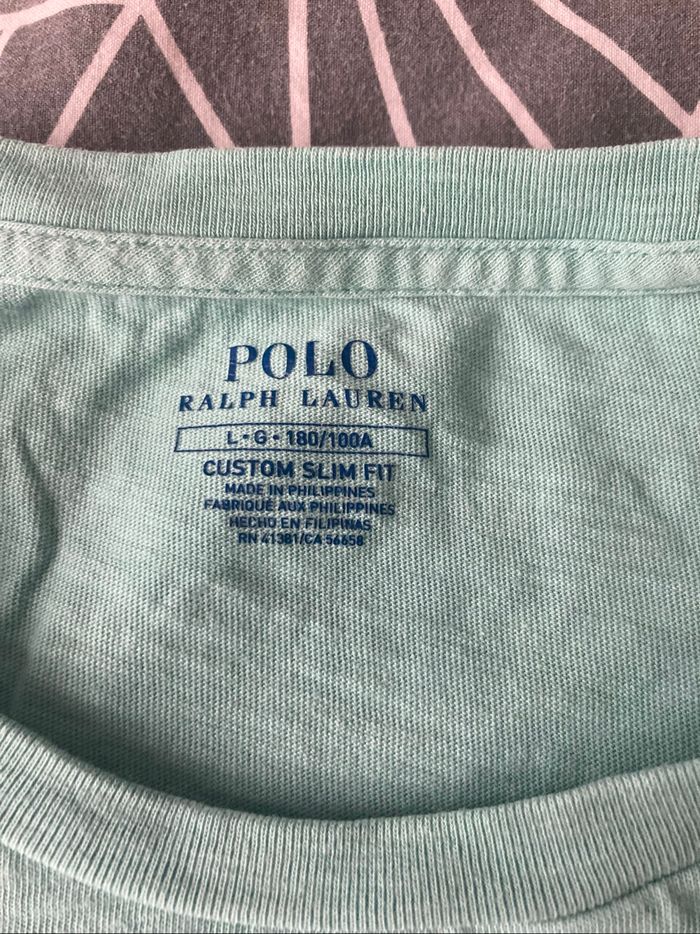 POLO
RALPH LAUREN
L - G - 180/100A
CUSTOM SLIM FIT
MADE IN PHILIPPINES
FABRIQUÉ AUX PHILIPPINES
HECHO EN FILIPINAS
RN 41381/CA 56658